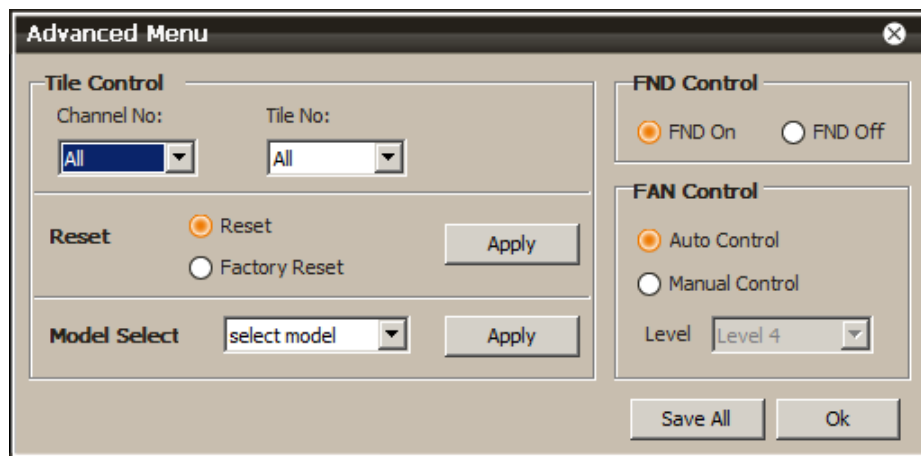 Advanced Menu
Tile Control
Channel No:
Tile No:
All
All
Reset
Reset
Factory Reset
Apply
Model Select
select model
Apply
FND Control
FND On
FND Off
FAN Control
Auto Control
Manual Control
Level
Level 4
Save All
Ok